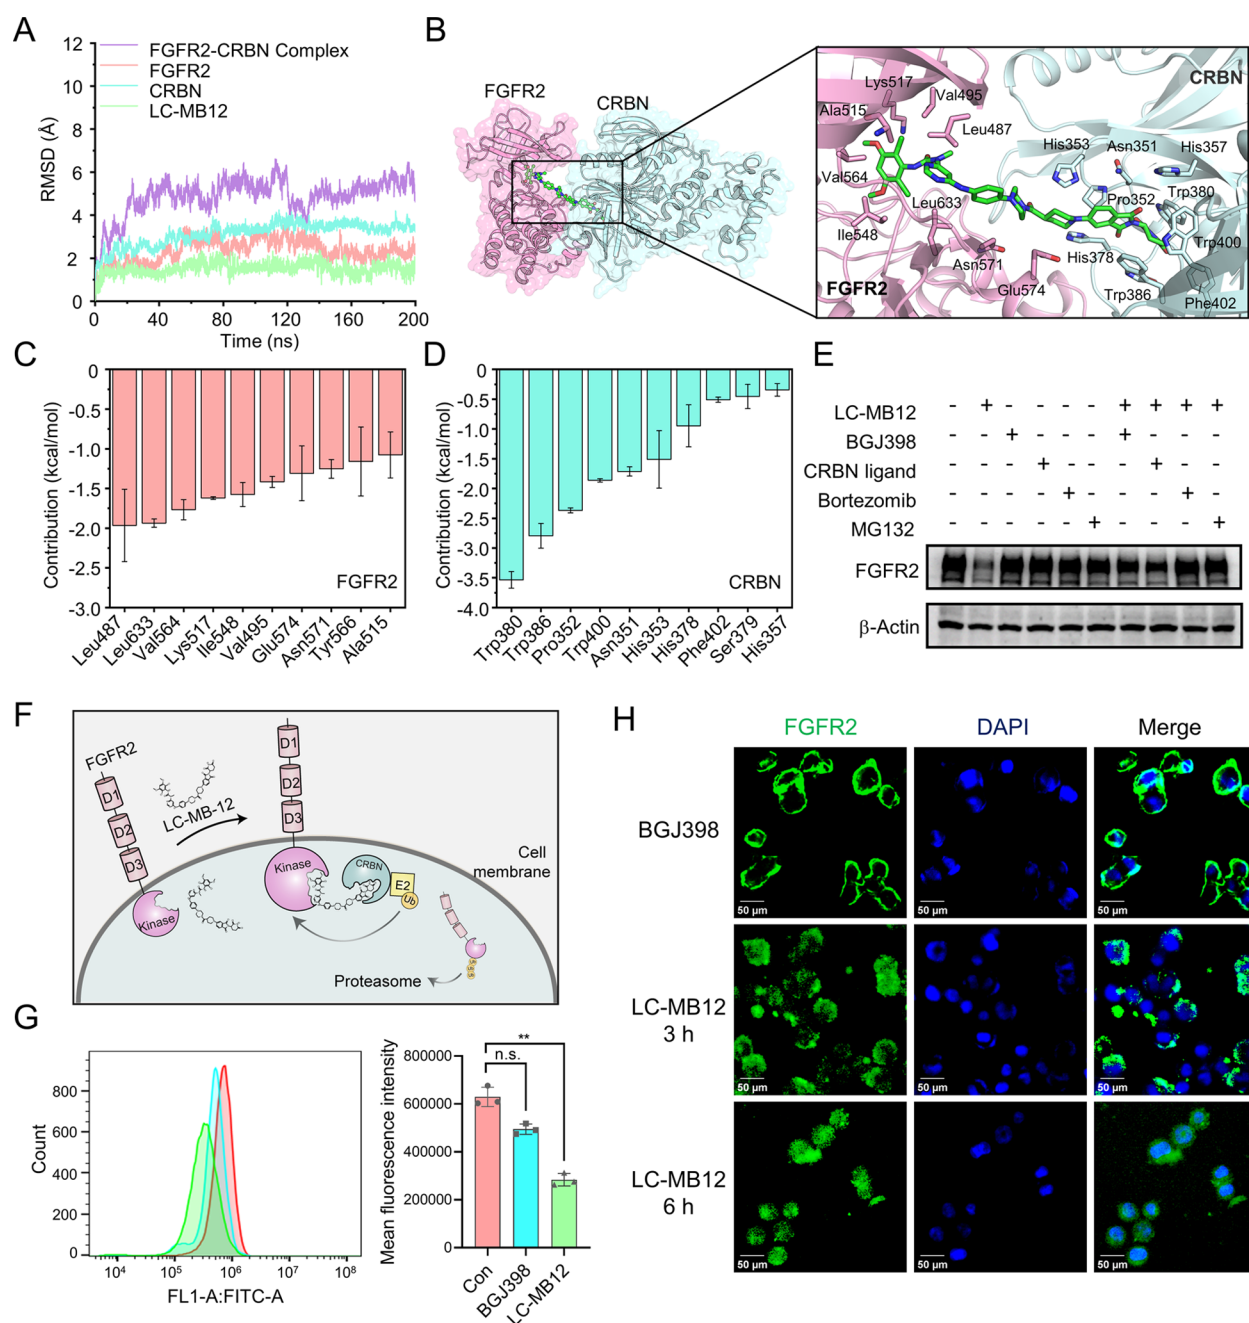 A
12
10
8
6
4
2
0
RMSD (Å)
FGFR2-CRBN Complex
FGFR2
CRBN
LC-MB12
0 40 80 120 160 200
Time (ns)
B
FGFR2
CRBN
CRBN
Lys517
Val495
Ala515
Leu487
His353
Asn351
His357
Val564
Pro352
Trp380
Leu633
Ile548
Trp400
Asn571
His378
FGFR2
Glu574
Trp386
Phe402
C
0
-0.5
-1.0
-1.5
-2.0
-2.5
-3.0
Contribution (kcal/mol)
FGFR2
Leu487 Leu633 Val564 Lys517 Ile548 Val495 Glu574 Asn571 Tyr566 Ala515
D
0
-0.5
-1.0
-1.5
-2.0
-2.5
-3.0
-3.5
-4.0
Contribution (kcal/mol)
CRBN
Trp380 Trp386 Pro352 Trp400 Asn351 His353 His378 Phe402 Ser379 His357
E
LC-MB12 - + - - - - + + + +
BGJ398 - - + - - - + - - -
CRBN ligand - - - + - - - + - -
Bortezomib - - - - + - - - + -
MG132 - - - - - + - - - +
FGFR2
β-Actin
F
FGFR2
D1
D2
D3
Kinase
LC-MB-12
D1
D2
D3
Kinase
CRBN
E2
Ub
Cell
membrane
Ub
Ub
Ub
Proteasome
G
800
600
400
200
0
Count
10⁴ 10⁵ 10⁶ 10⁷ 10⁸
FL1-A:FITC-A
800000
600000
400000
200000
0
Mean fluorescence intensity
**
n.s.
Con BGJ398 LC-MB12
H
FGFR2 DAPI Merge
BGJ398
50 µm 50 µm 50 µm
LC-MB12
3 h
50 µm 50 µm 50 µm
LC-MB12
6 h
50 µm 50 µm 50 µm